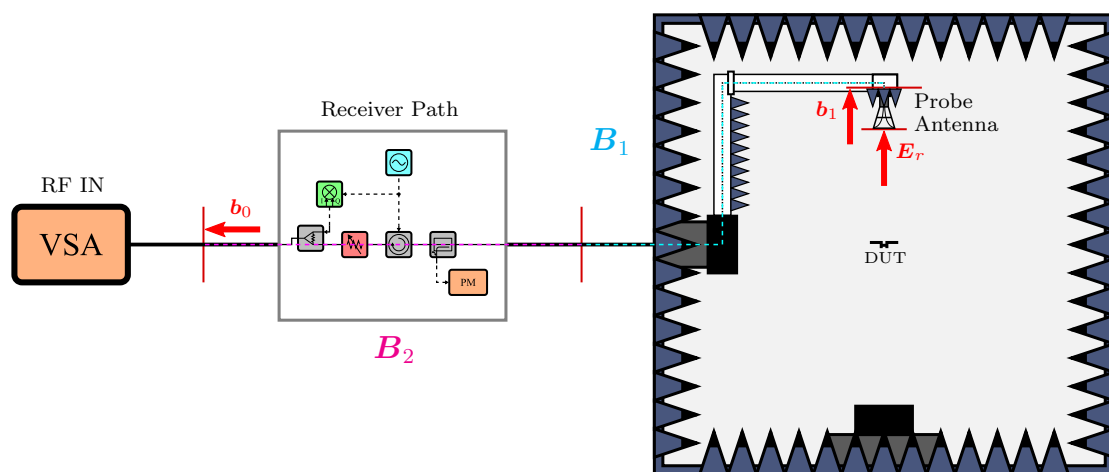 Receiver Path
RF IN
VSA
b0
I
Q
PM
B2
B1
b1
Probe
Antenna
Er
DUT